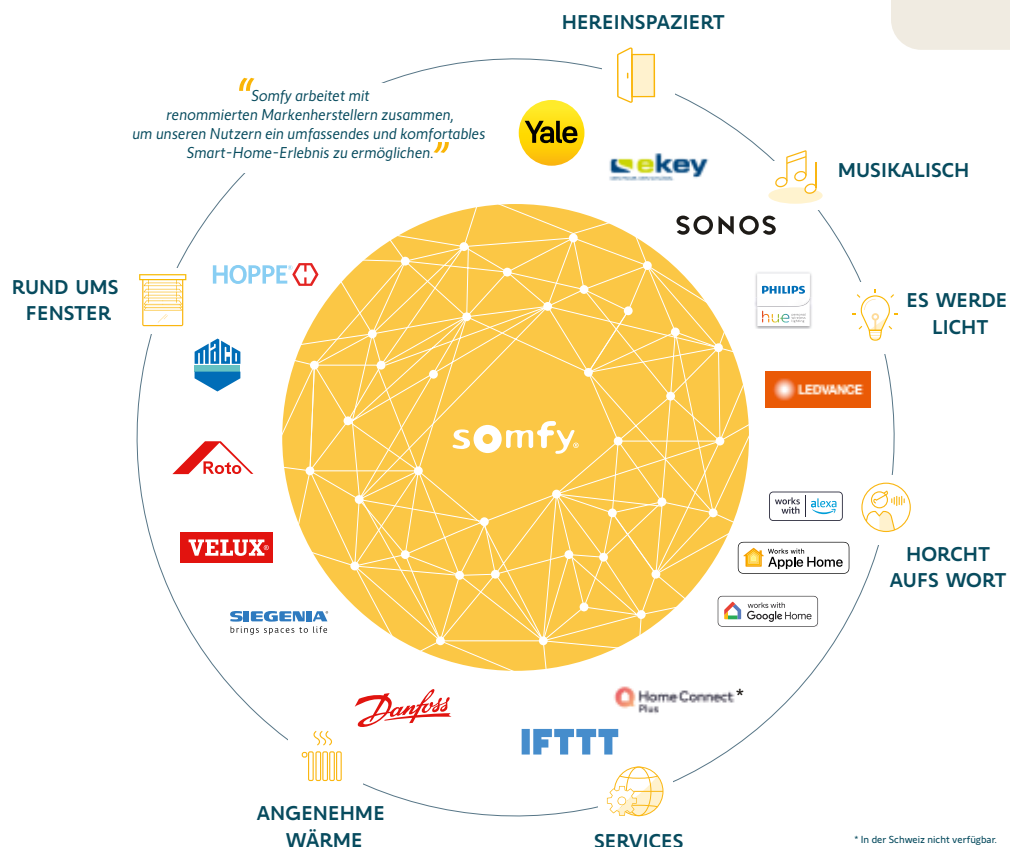 HEREINSPAZIERT
“Somfy arbeitet mit
renommierten Markenherstellern zusammen,
um unseren Nutzern ein umfassendes und komfortables
Smart-Home-Erlebnis zu ermöglichen.”
Yale
ekey
MUSIKALISCH
SONOS
RUND UMS
FENSTER
HOPPE®
PHILIPS
hue
ES WERDE
LICHT
maco
LEDVANCE
somfy®
Roto
works
with
alexa
VELUX®
Works with
Apple Home
HORCHT
AUFS WORT
works with
Google Home
SIEGENIA®
brings spaces to life
Danfoss
Home Connect *
Plus
IFTTT
ANGENEHME
WÄRME
SERVICES
* In der Schweiz nicht verfügbar.